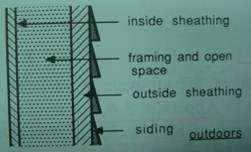 inside sheathing
framing and open
space
outside sheathing
siding outdoors